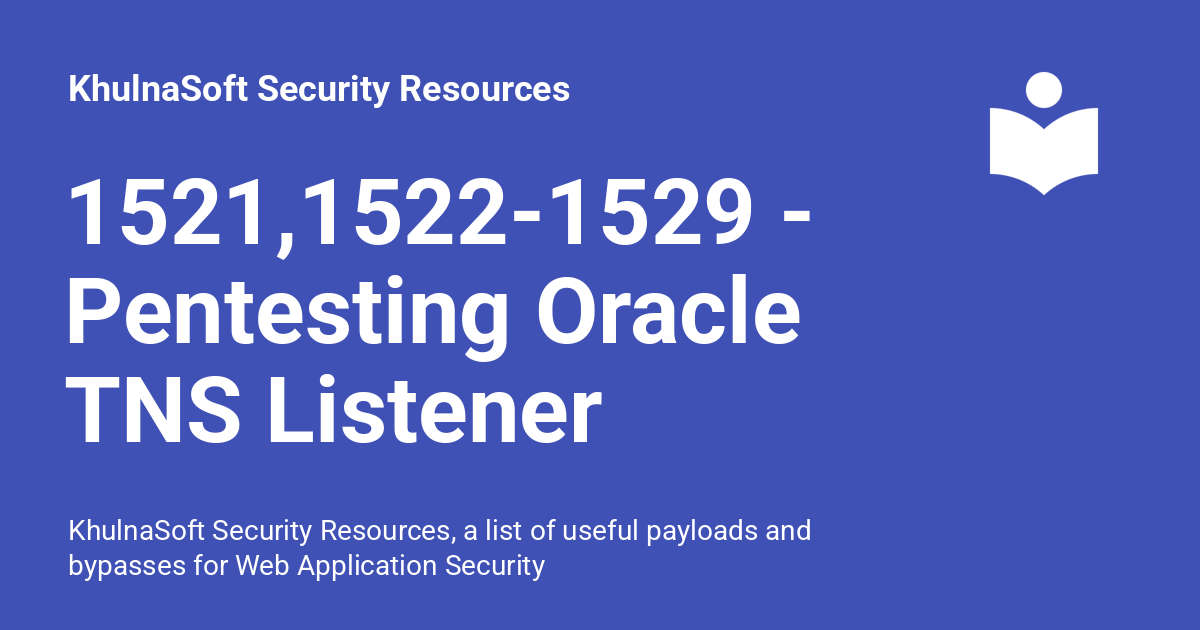 KhulnaSoft Security Resources
1521,1522-1529 -
Pentesting Oracle
TNS Listener
KhulnaSoft Security Resources, a list of useful payloads and
bypasses for Web Application Security